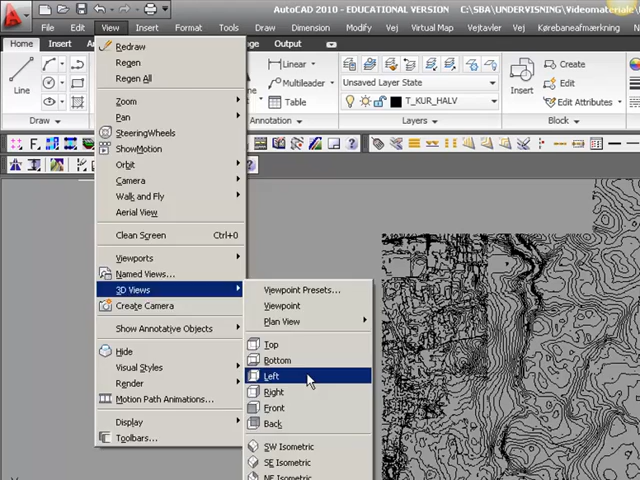 AutoCAD 2010 - EDUCATIONAL VERSION
C:\SBA\UNDERVISNING\Videomateriale
File Edit View Insert Format Tools Draw Dimension Modify Vej Virtual Map Vejtavler Kørebaneafmærkning
Home Output
Line
Draw
Linear
Multileader
Table
Annotation
Unsaved Layer State
T_KUR_HALV
Layers
Insert
Create
Edit
Edit Attributes
Block
Redraw
Regen
Regen All
Zoom
Pan
SteeringWheels
ShowMotion
Orbit
Camera
Walk and Fly
Aerial View
Clean Screen Ctrl+0
Viewports
Named Views...
3D Views
Create Camera
Show Annotative Objects
Hide
Visual Styles
Render
Motion Path Animations...
Display
Toolbars...
Viewpoint Presets...
Viewpoint
Plan View
Top
Bottom
Left
Right
Front
Back
SW Isometric
SE Isometric
NE Isometric